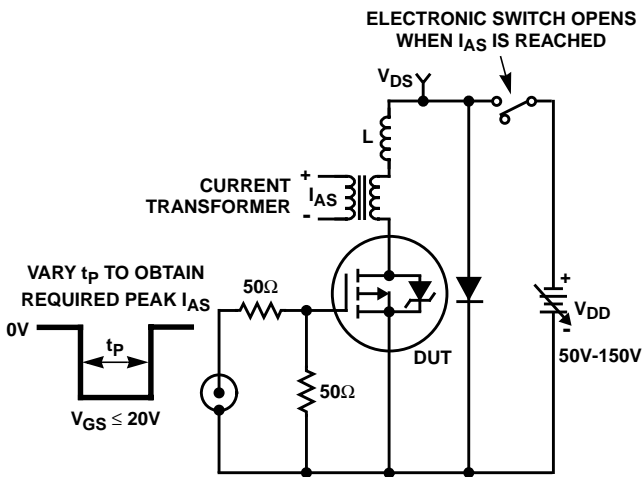 ELECTRONIC SWITCH OPENS
WHEN IAS IS REACHED
VDS
L
CURRENT
TRANSFORMER
+
IAS
-
VARY tP TO OBTAIN
REQUIRED PEAK IAS
0V
tP
VGS ≤ 20V
50Ω
50Ω
DUT
+
VDD
-
50V-150V